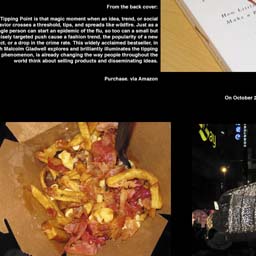 From the back cover:
Tipping Point is that magic moment when an idea, trend, or social
avior crosses a threshold, tips, and spreads like wildfire. Just as a
gle person can start an epidemic of the flu, so too can a small but
cisely targeted push cause a fashion trend, the popularity of a new
ct, or a drop in the crime rate. This widely acclaimed bestseller, in
h Malcolm Gladwell explores and brilliantly illuminates the tipping
phenomenon, is already changing the way people throughout the
world think about selling products and disseminating ideas.
Purchase. via Amazon
How Little
Make a B
On October 2